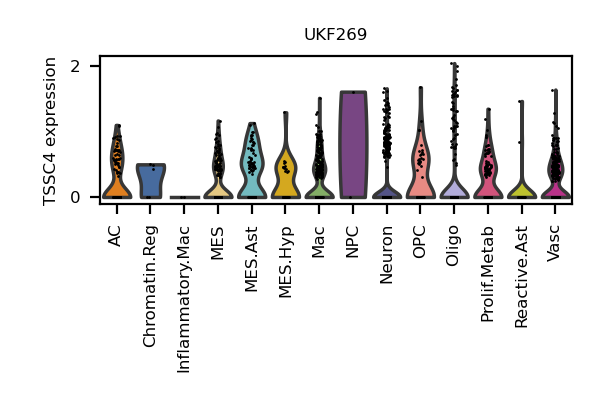 UKF269
TSSC4 expression
2
0
AC
Chromatin.Reg
Inflammatory.Mac
MES
MES.Ast
MES.Hyp
Mac
NPC
Neuron
OPC
Oligo
Prolif.Metab
Reactive.Ast
Vasc